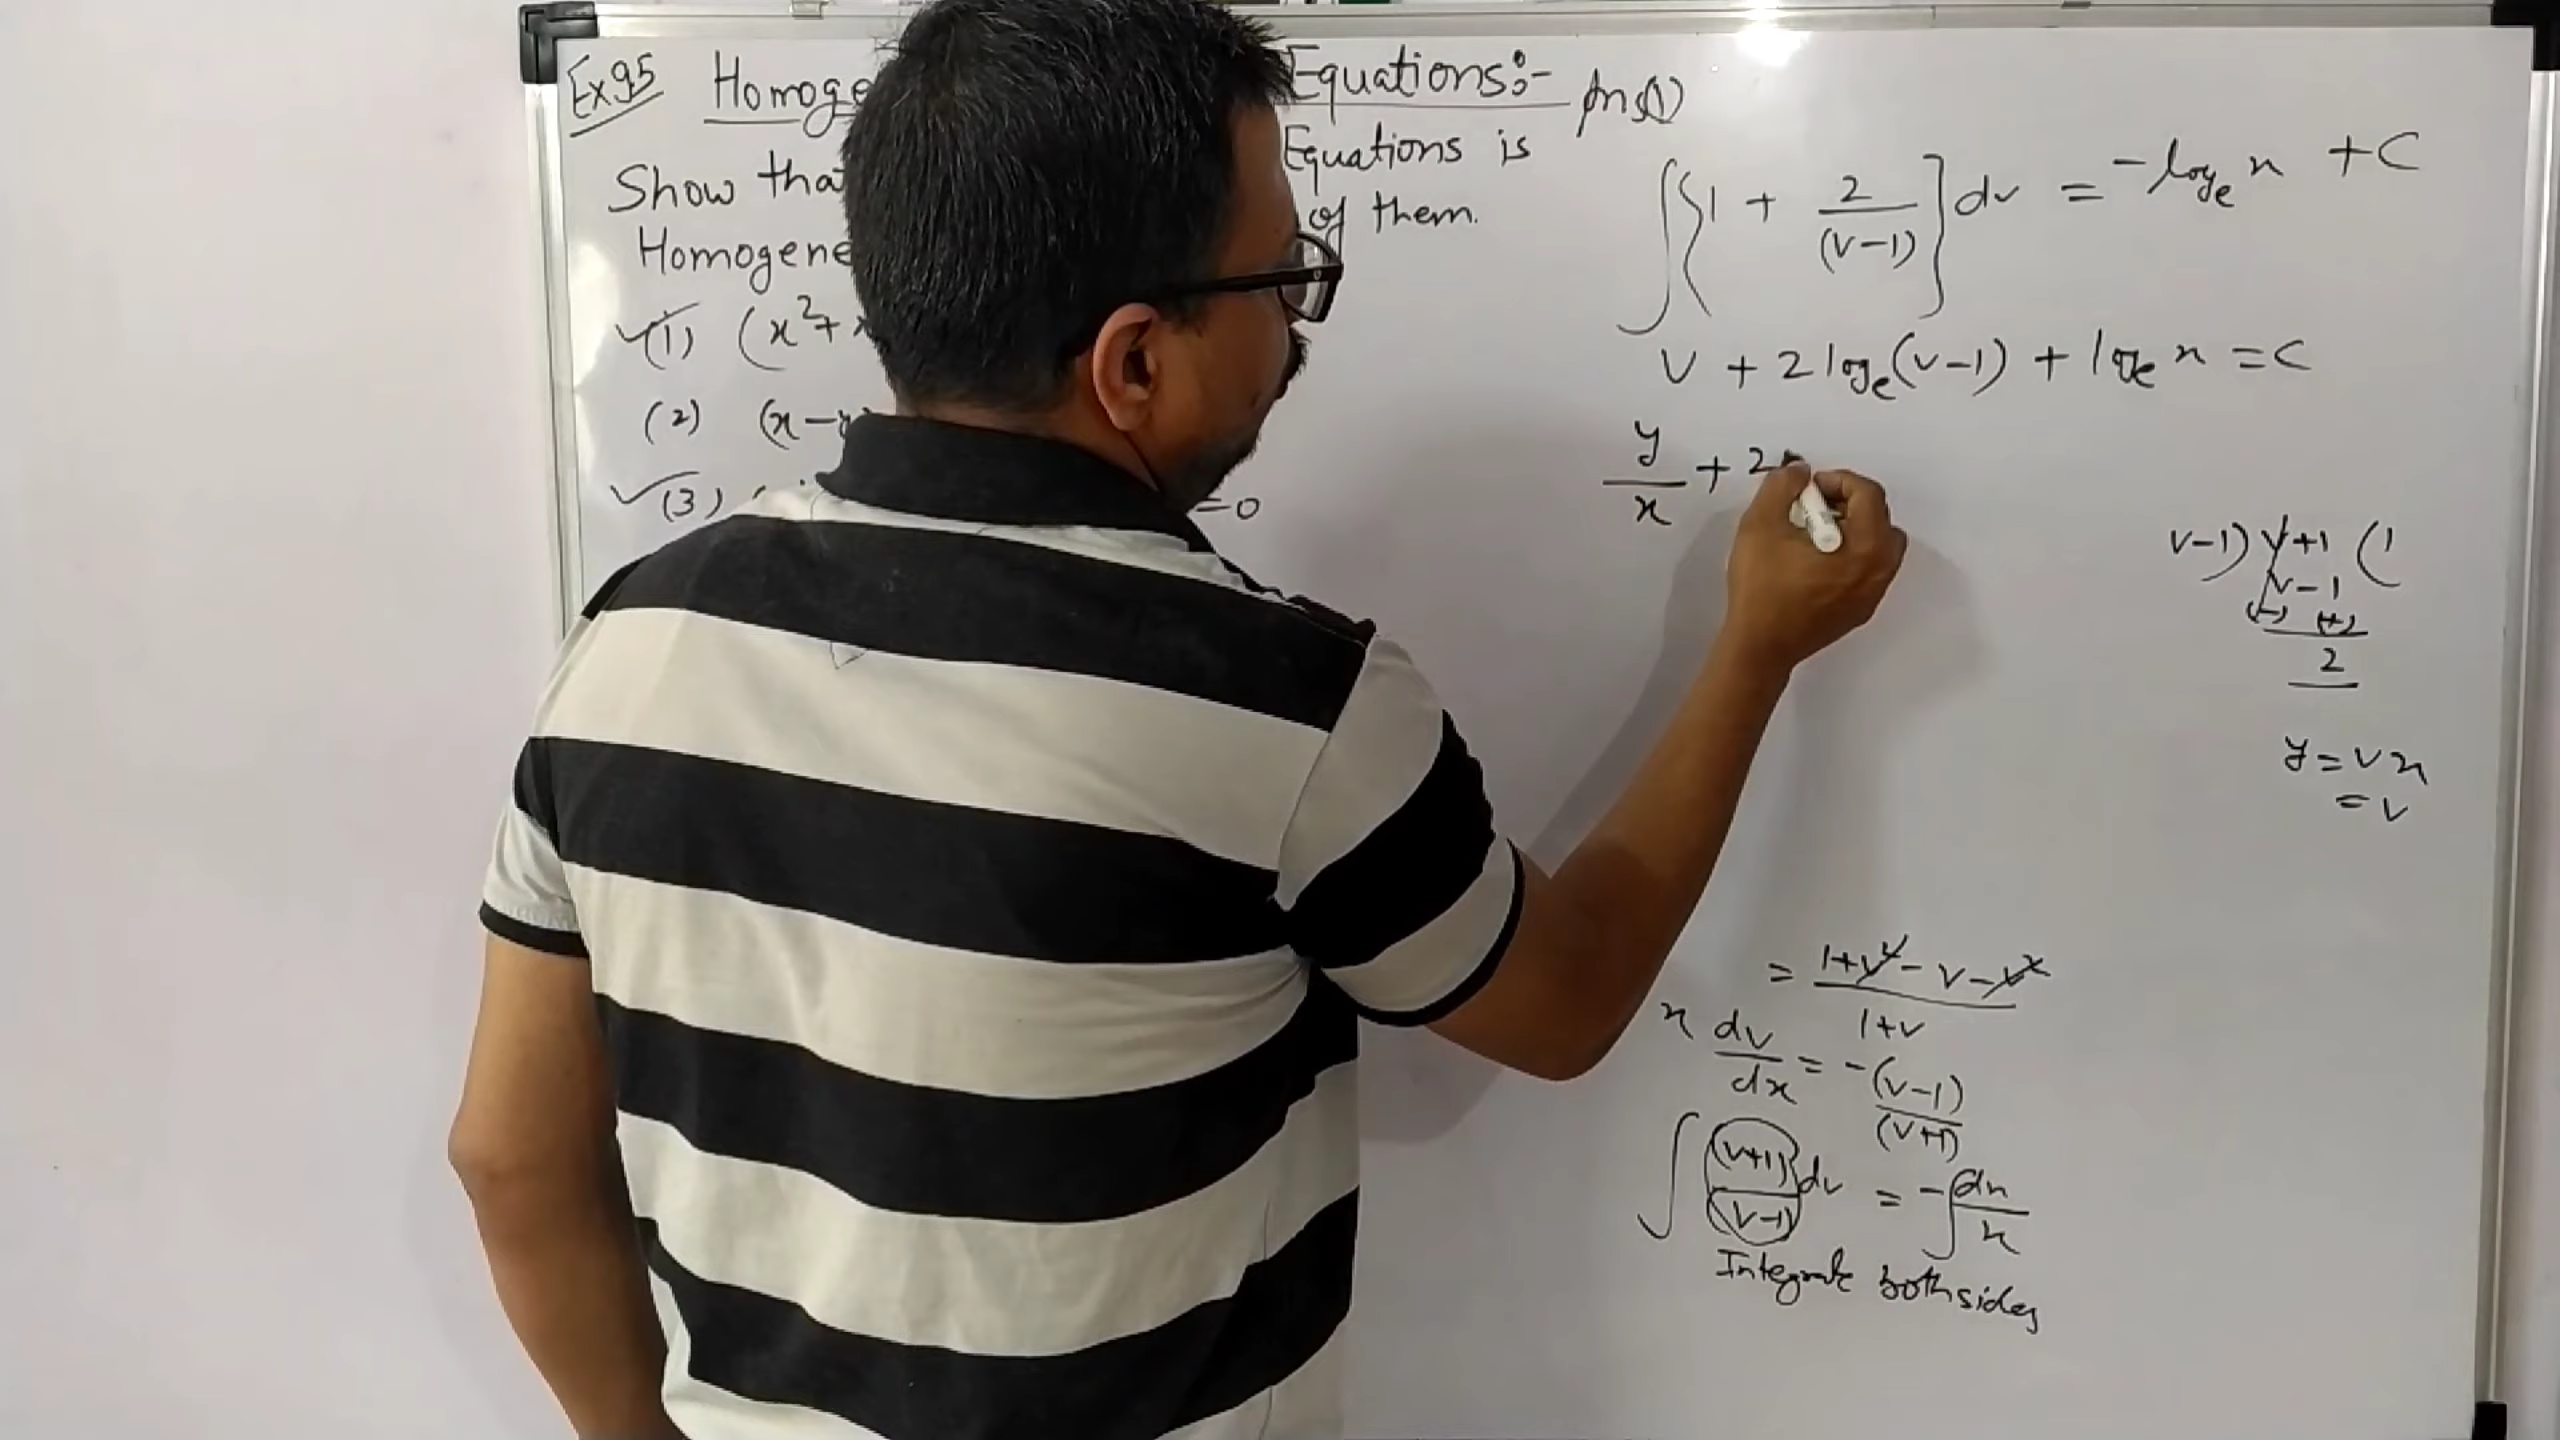 Ex 9.5 Homoge Equations:-
Show that Equations is
Homogene of them.
(1) (x²+x
(2) (x-y
(3) ( =0
Ans(1)
∫{1 + 2/(v-1)}dv = -logₑ x + C
v + 2 logₑ(v-1) + logₑ x = C
y/x + 2
v-1) v+1 (1
v-1
(-) (+)
2
y = vx
= v
= (1+v²-v-v²)/(1+v)
x dv/dx = -(v-1)/(v+1)
∫ (v+1)/(v-1) dv = -∫dx/x
Integrate both sides